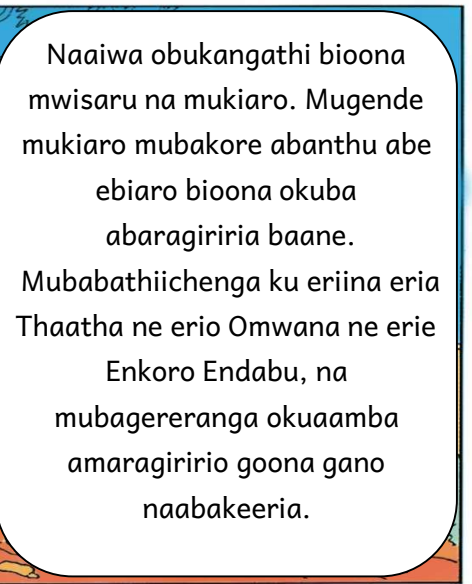 Naaiwa obukangathi bioona
mwisaru na mukiaro. Mugende
mukiaro mubakore abanthu abe
ebiaro bioona okuba
abaragiriria baane.
Mubabathiichenga ku eriina eria
Thaatha ne erio Omwana ne erie
Enkoro Endabu, na
mubagereranga okuaamba
amaragiririo goona gano
naabakeeria.